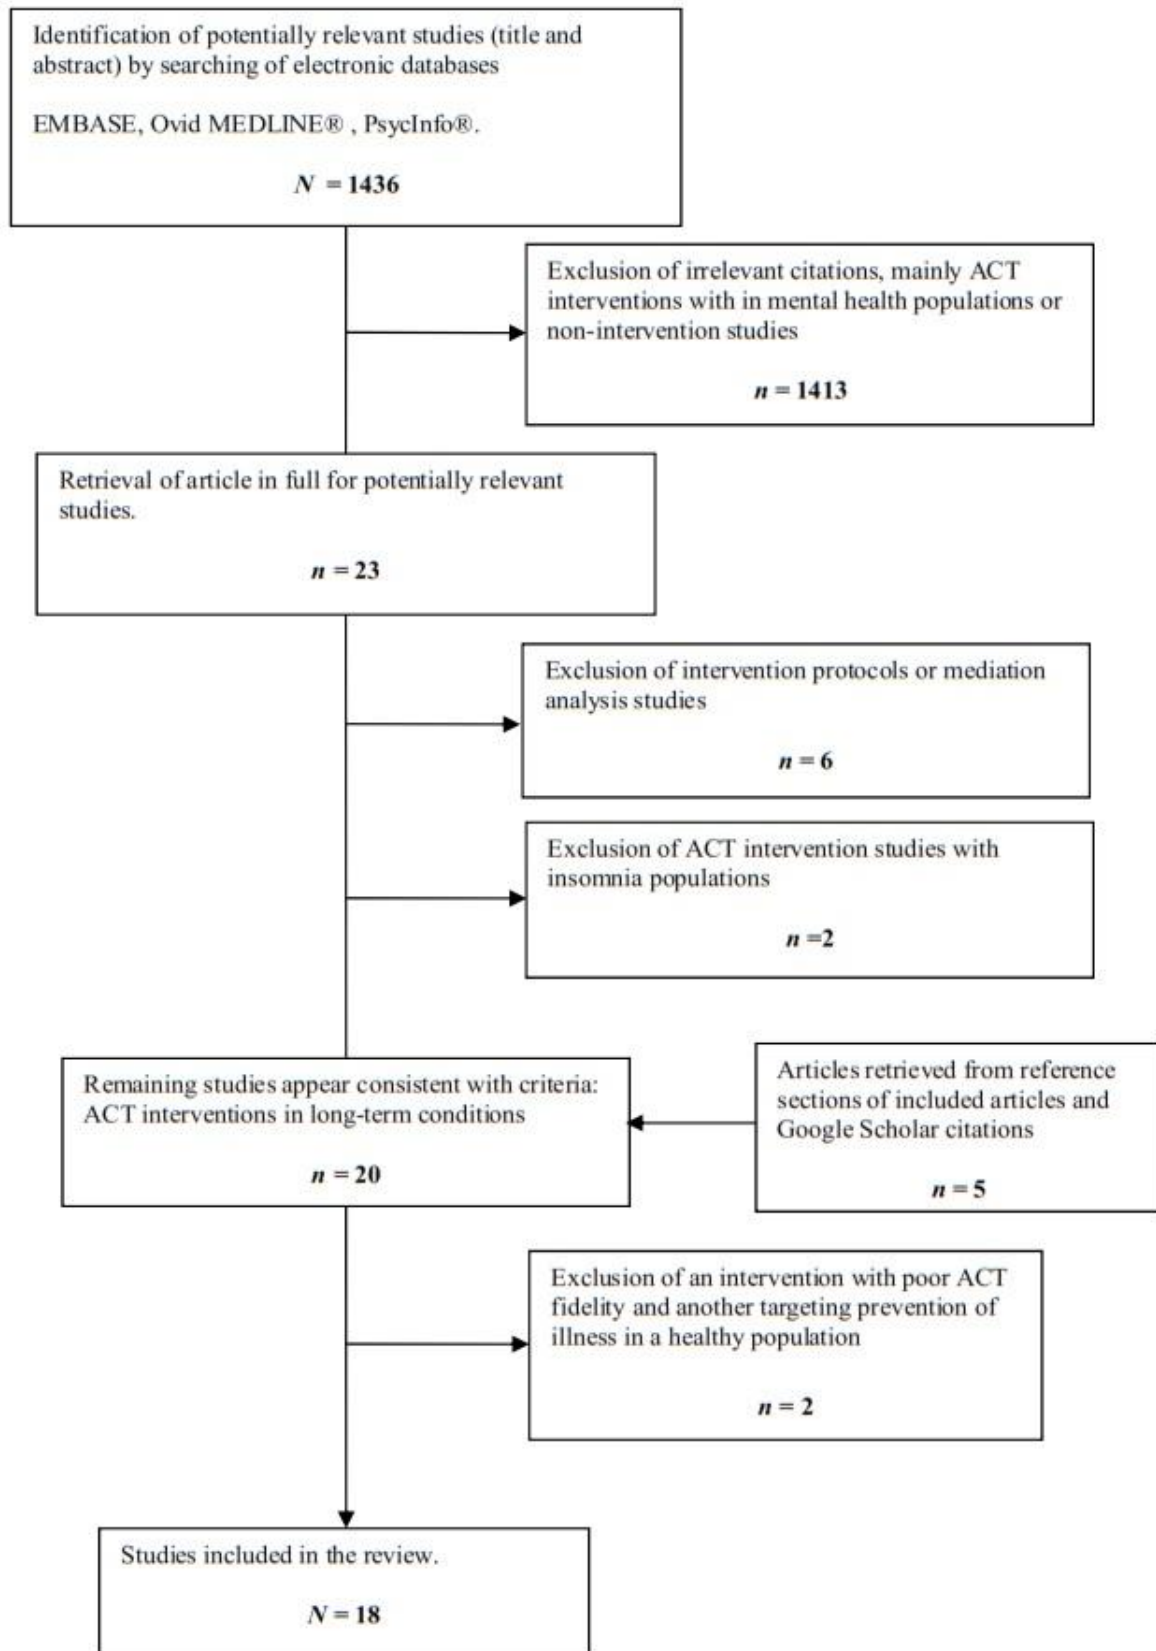 Identification of potentially relevant studies (title and
abstract) by searching of electronic databases
EMBASE, Ovid MEDLINE® , PsycInfo®.
N = 1436
Exclusion of irrelevant citations, mainly ACT
interventions with in mental health populations or
non-intervention studies
n = 1413
Retrieval of article in full for potentially relevant
studies.
n = 23
Exclusion of intervention protocols or mediation
analysis studies
n = 6
Exclusion of ACT intervention studies with
insomnia populations
n =2
Remaining studies appear consistent with criteria:
ACT interventions in long-term conditions
n = 20
Articles retrieved from reference
sections of included articles and
Google Scholar citations
n = 5
Exclusion of an intervention with poor ACT
fidelity and another targeting prevention of
illness in a healthy population
n = 2
Studies included in the review.
N = 18